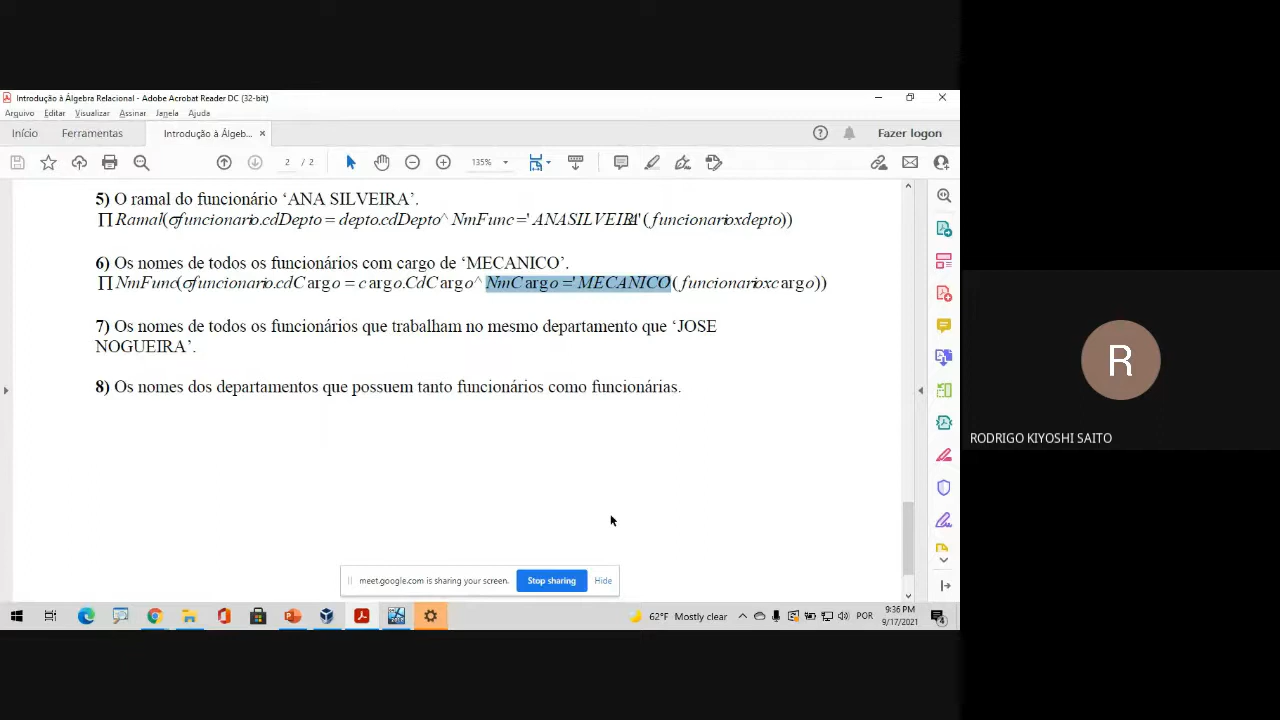 Introdução à Álgebra Relacional - Adobe Acrobat Reader DC (32-bit)
Arquivo Editar Visualizar Assinar Janela Ajuda
Início Ferramentas Introdução à Álgeb... × Fazer logon
2 / 2 135%
5) O ramal do funcionário ‘ANA SILVEIRA’.
∏Ramal(σfuncionario.cdDepto = depto.cdDepto^ NmFunc =' ANASILVEIRA'(funcionarioxdepto))
6) Os nomes de todos os funcionários com cargo de ‘MECANICO’.
∏NmFunc(σfuncionario.cdCargo = cargo.CdCargo^ NmCargo =' MECANICO(funcionarioxcargo))
7) Os nomes de todos os funcionários que trabalham no mesmo departamento que ‘JOSE
NOGUEIRA’.
8) Os nomes dos departamentos que possuem tanto funcionários como funcionárias.
R
RODRIGO KIYOSHI SAITO
meet.google.com is sharing your screen. Stop sharing Hide
62°F Mostly clear POR 9:36 PM
9/17/2021 4